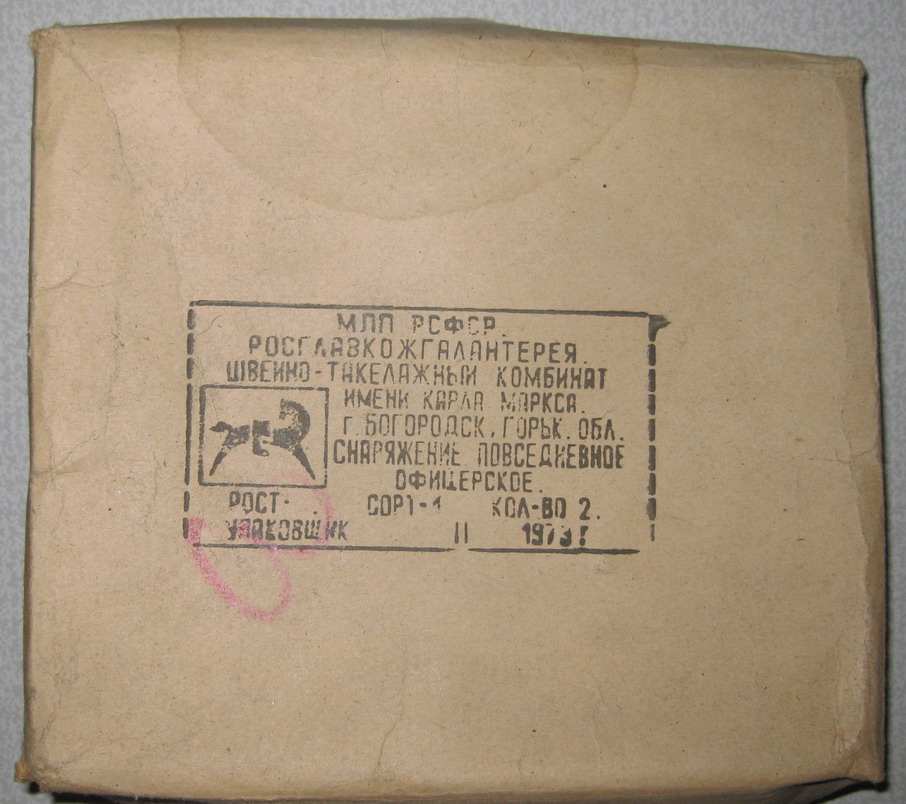 МЛП РСФСР.
РОСГЛАВКОЖГАЛАНТЕРЕЯ.
ШВЕЙНО-ТАКЕЛАЖНЫЙ КОМБИНАТ
ИМЕНИ КАРЛА МАРКСА.
Г. БОГОРОДСК, ГОРЬК. ОБЛ.
СНАРЯЖЕНИЕ ПОВСЕДНЕВНОЕ
ОФИЦЕРСКОЕ.
РОСТ- СОРТ-1 КОЛ-ВО 2.
УПАКОВЩИК II